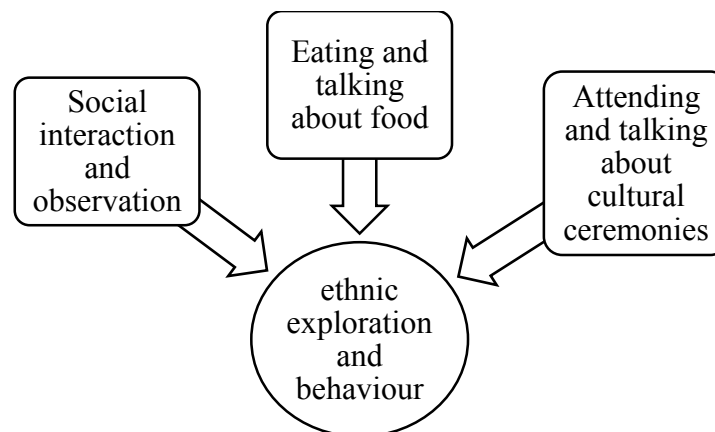 Social
interaction
and
observation
Eating and
talking
about food
Attending
and talking
about
cultural
ceremonies
ethnic
exploration
and
behaviour